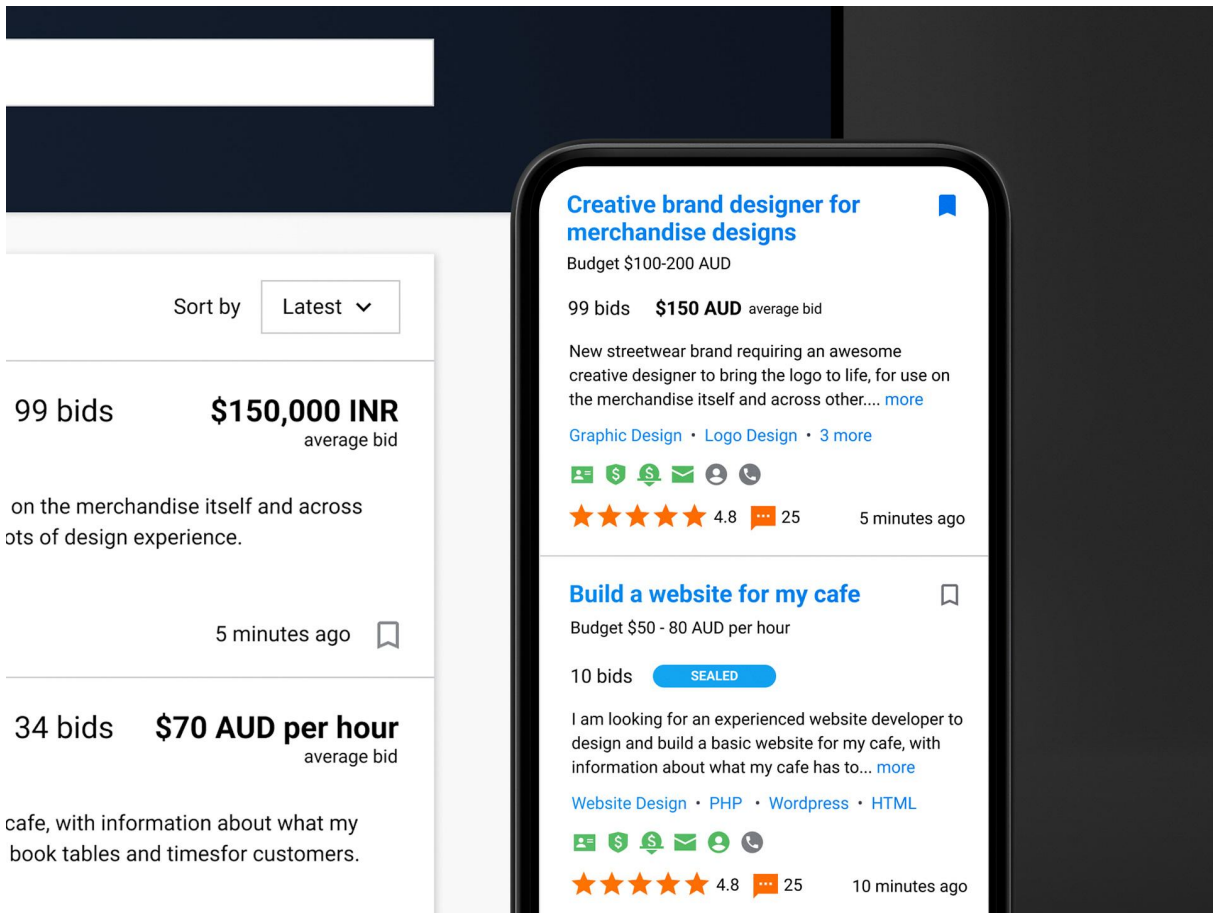 Sort by Latest
99 bids $150,000 INR
average bid
on the merchandise itself and across
ots of design experience.
5 minutes ago
34 bids $70 AUD per hour
average bid
cafe, with information about what my
book tables and timesfor customers.
Creative brand designer for
merchandise designs
Budget $100-200 AUD
99 bids $150 AUD average bid
New streetwear brand requiring an awesome
creative designer to bring the logo to life, for use on
the merchandise itself and across other.... more
Graphic Design • Logo Design • 3 more
4.8 25 5 minutes ago
Build a website for my cafe
Budget $50 - 80 AUD per hour
10 bids SEALED
I am looking for an experienced website developer to
design and build a basic website for my cafe, with
information about what my cafe has to... more
Website Design • PHP • Wordpress • HTML
4.8 25 10 minutes ago